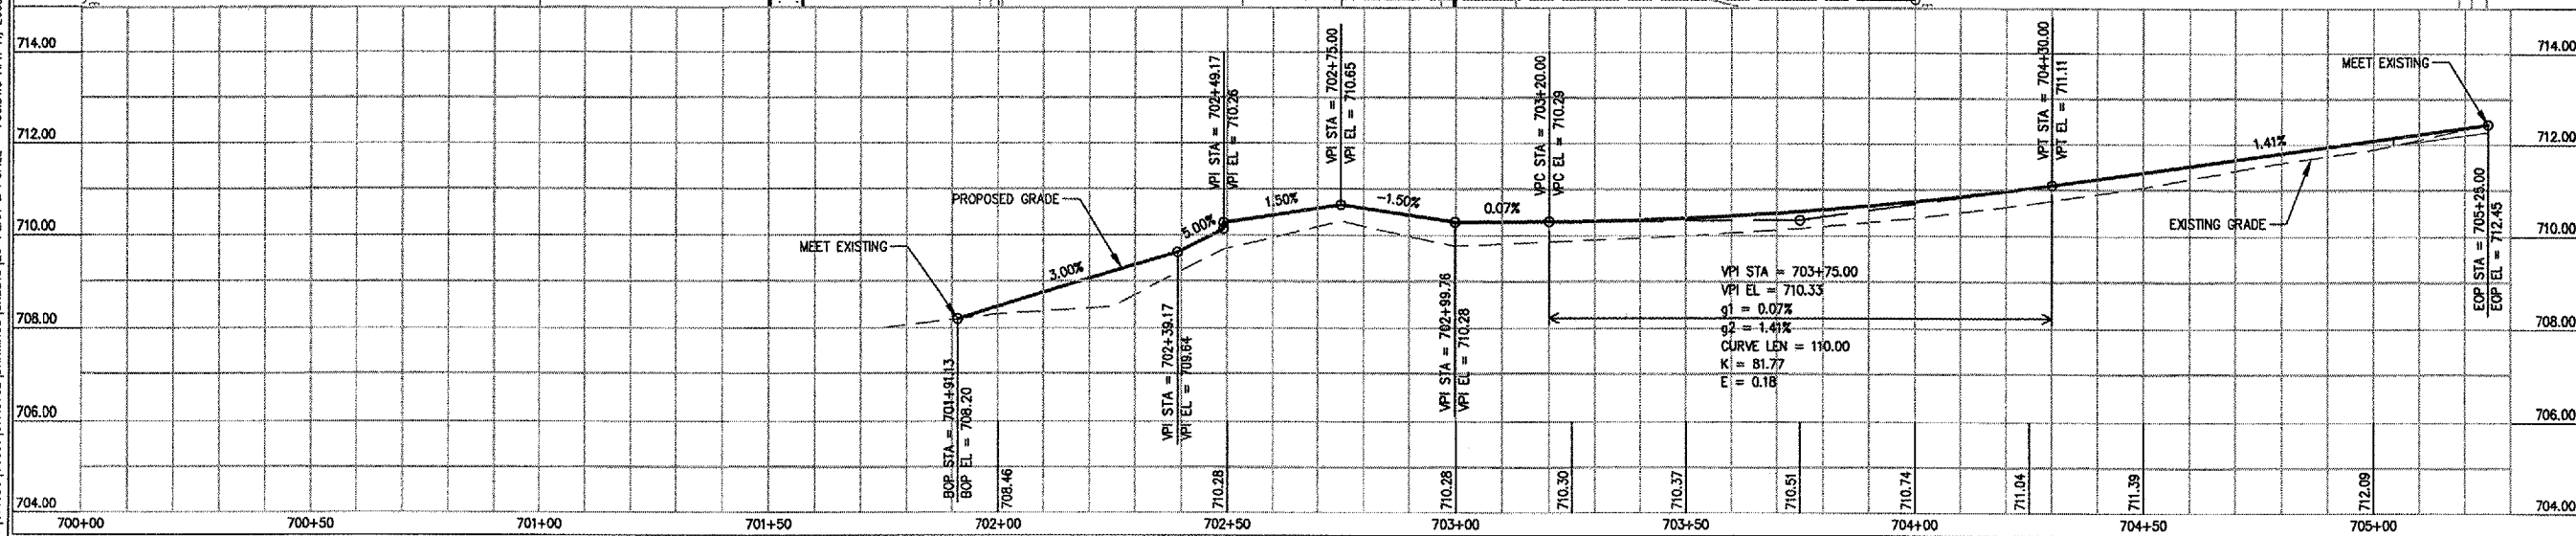 714.00
712.00
710.00
708.00
706.00
704.00
MEET EXISTING
PROPOSED GRADE
BOP STA = 701+91.13
BOP EL = 708.20
3.00%
VPI STA = 702+39.17
VPI EL = 709.64
5.00%
VPI STA = 702+49.17
VPI EL = 710.26
1.50%
VPI STA = 702+75.00
VPI EL = 710.65
-1.50%
VPI STA = 702+99.76
VPI EL = 710.28
0.07%
VPC STA = 703+20.00
VPC EL = 710.29
VPI STA = 703+75.00
VPI EL = 710.33
g1 = 0.07%
g2 = 1.41%
CURVE LEN = 110.00
K = 81.77
E = 0.18
VPT STA = 704+30.00
VPT EL = 711.11
1.41%
EXISTING GRADE
MEET EXISTING
EOP STA = 705+25.00
EOP EL = 712.45
714.00
712.00
710.00
708.00
706.00
704.00
708.46
710.28
710.28
710.30
710.37
710.51
710.74
711.04
711.39
712.09
700+00
700+50
701+00
701+50
702+00
702+50
703+00
703+50
704+00
704+50
705+00